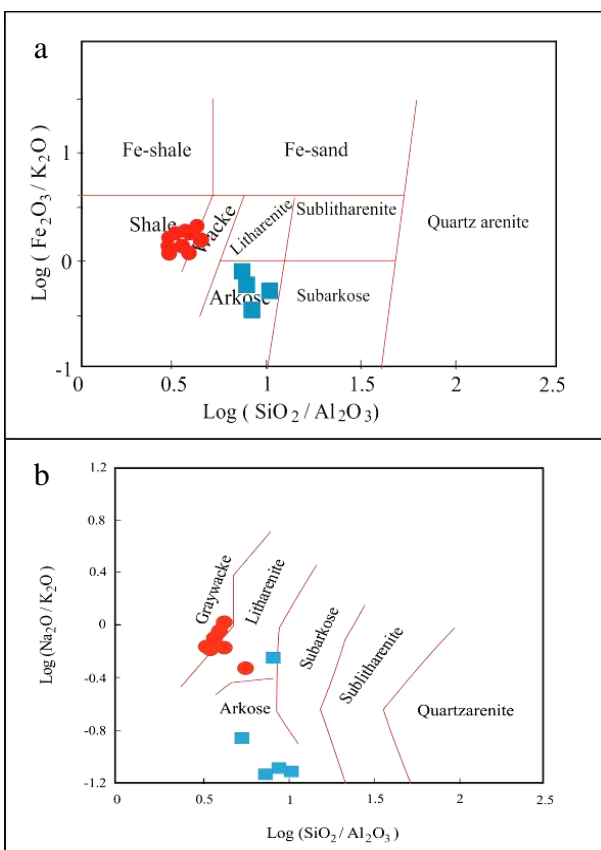 a
Log ( Fe2O3 / K2O )
1
0
-1
Fe-shale
Fe-sand
Shale
Wacke
Litharenite
Sublitharenite
Quartz arenite
Arkose
Subarkose
0
0.5
1
1.5
2
2.5
Log ( SiO2 / Al2O3)
b
Log (Na2O / K2O )
1.2
0.8
0.4
0
-0.4
-0.8
-1.2
Graywacke
Litharenite
Subarkose
Sublitharenite
Arkose
Quartzarenite
0
0.5
1
1.5
2
2.5
Log (SiO2 / Al2O3 )